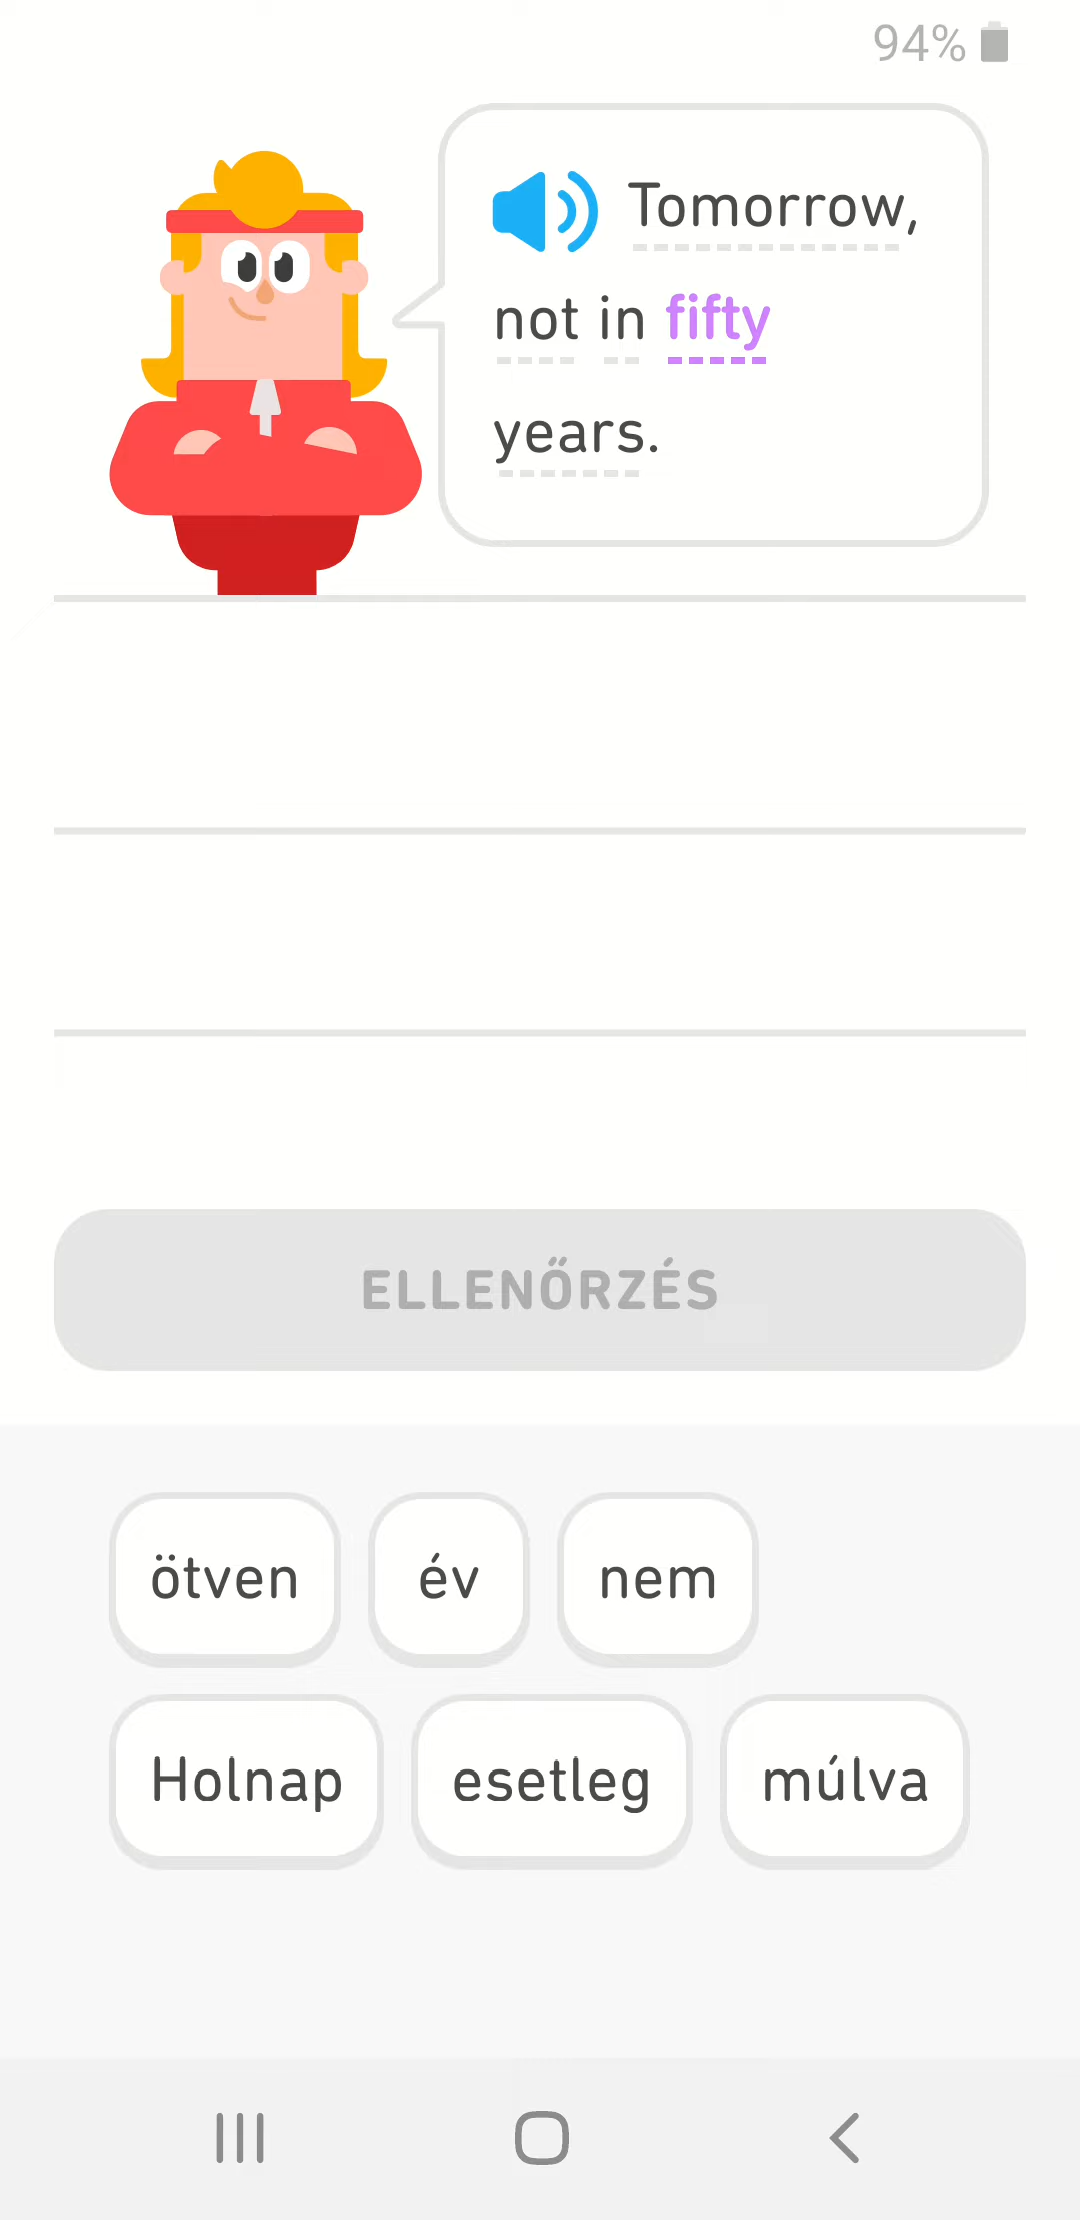 94%
Tomorrow,
not in fifty
years.
ELLENŐRZÉS
ötven év nem
Holnap esetleg múlva